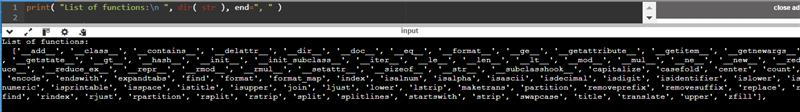 1 print( "List of functions:\n ", dir( str ), end=", " )
2
close ad
input
List of functions:
  ['__add__', '__class__', '__contains__', '__delattr__', '__dir__', '__doc__', '__eq__', '__format__', '__ge__', '__getattribute__', '__getitem__', '__getnewargs__'
, '__getstate__', '__gt__', '__hash__', '__init__', '__init_subclass__', '__iter__', '__le__', '__len__', '__lt__', '__mod__', '__mul__', '__ne__', '__new__', '__red
uce__', '__reduce_ex__', '__repr__', '__rmod__', '__rmul__', '__setattr__', '__sizeof__', '__str__', '__subclasshook__', 'capitalize', 'casefold', 'center', 'count',
 'encode', 'endswith', 'expandtabs', 'find', 'format', 'format_map', 'index', 'isalnum', 'isalpha', 'isascii', 'isdecimal', 'isdigit', 'isidentifier', 'islower', 'is
numeric', 'isprintable', 'isspace', 'istitle', 'isupper', 'join', 'ljust', 'lower', 'lstrip', 'maketrans', 'partition', 'removeprefix', 'removesuffix', 'replace', 'r
find', 'rindex', 'rjust', 'rpartition', 'rsplit', 'rstrip', 'split', 'splitlines', 'startswith', 'strip', 'swapcase', 'title', 'translate', 'upper', 'zfill'],